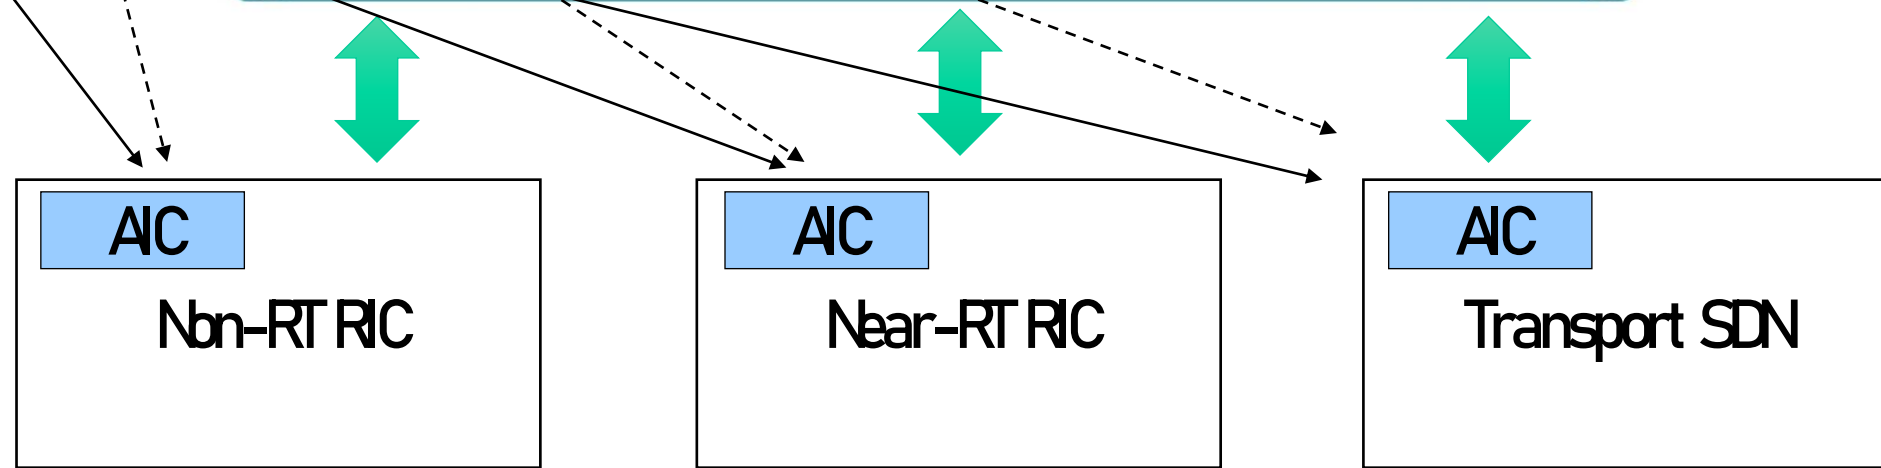 AIC
Non-RT RIC
AIC
Near-RT RIC
AIC
Transport SDN